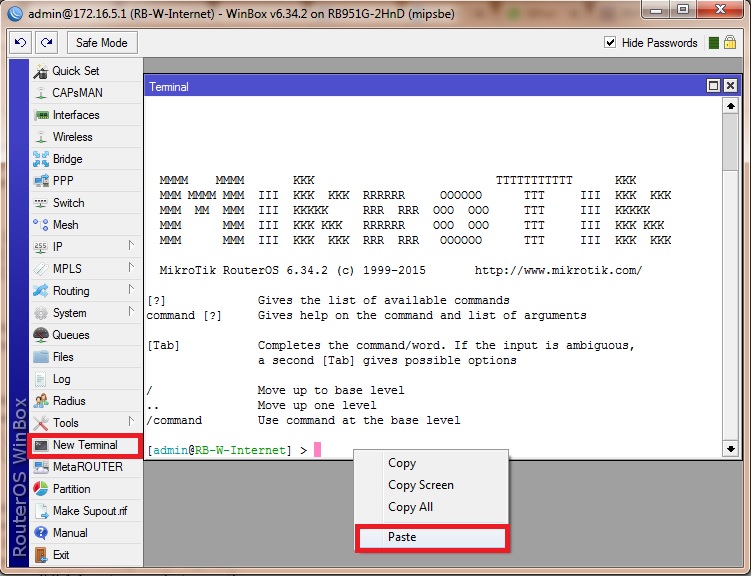 admin@172.16.5.1 (RB-W-Internet) - WinBox v6.34.2 on RB951G-2HnD (mipsbe)
Safe Mode
Hide Passwords
RouterOS WinBox
Quick Set
CAPsMAN
Interfaces
Wireless
Bridge
PPP
Switch
Mesh
IP
MPLS
Routing
System
Queues
Files
Log
Radius
Tools
New Terminal
MetaROUTER
Partition
Make Supout.rif
Manual
Exit
Terminal
MMMM    MMMM       KKK                          TTTTTTTTTTT      KKK
MMM MMMM MMM  III  KKK  KKK  RRRRRR     OOOOOO      TTT     III  KKK  KKK
MMM  MM  MMM  III  KKKKK     RRR  RRR  OOO  OOO     TTT     III  KKKKK
MMM      MMM  III  KKK KKK   RRRRRR    OOO  OOO     TTT     III  KKK KKK
MMM      MMM  III  KKK  KKK  RRR  RRR   OOOOOO      TTT     III  KKK  KKK
MikroTik RouterOS 6.34.2 (c) 1999-2015       http://www.mikrotik.com/
[?]             Gives the list of available commands
command [?]     Gives help on the command and list of arguments
[Tab]           Completes the command/word. If the input is ambiguous,
a second [Tab] gives possible options
/               Move up to base level
..              Move up one level
/command        Use command at the base level
[admin@RB-W-Internet] >
Copy
Copy Screen
Copy All
Paste